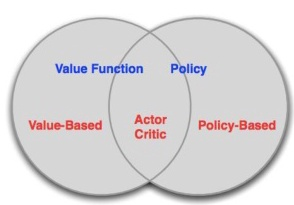 Value Function Policy
Value-Based Actor Policy-Based
Critic